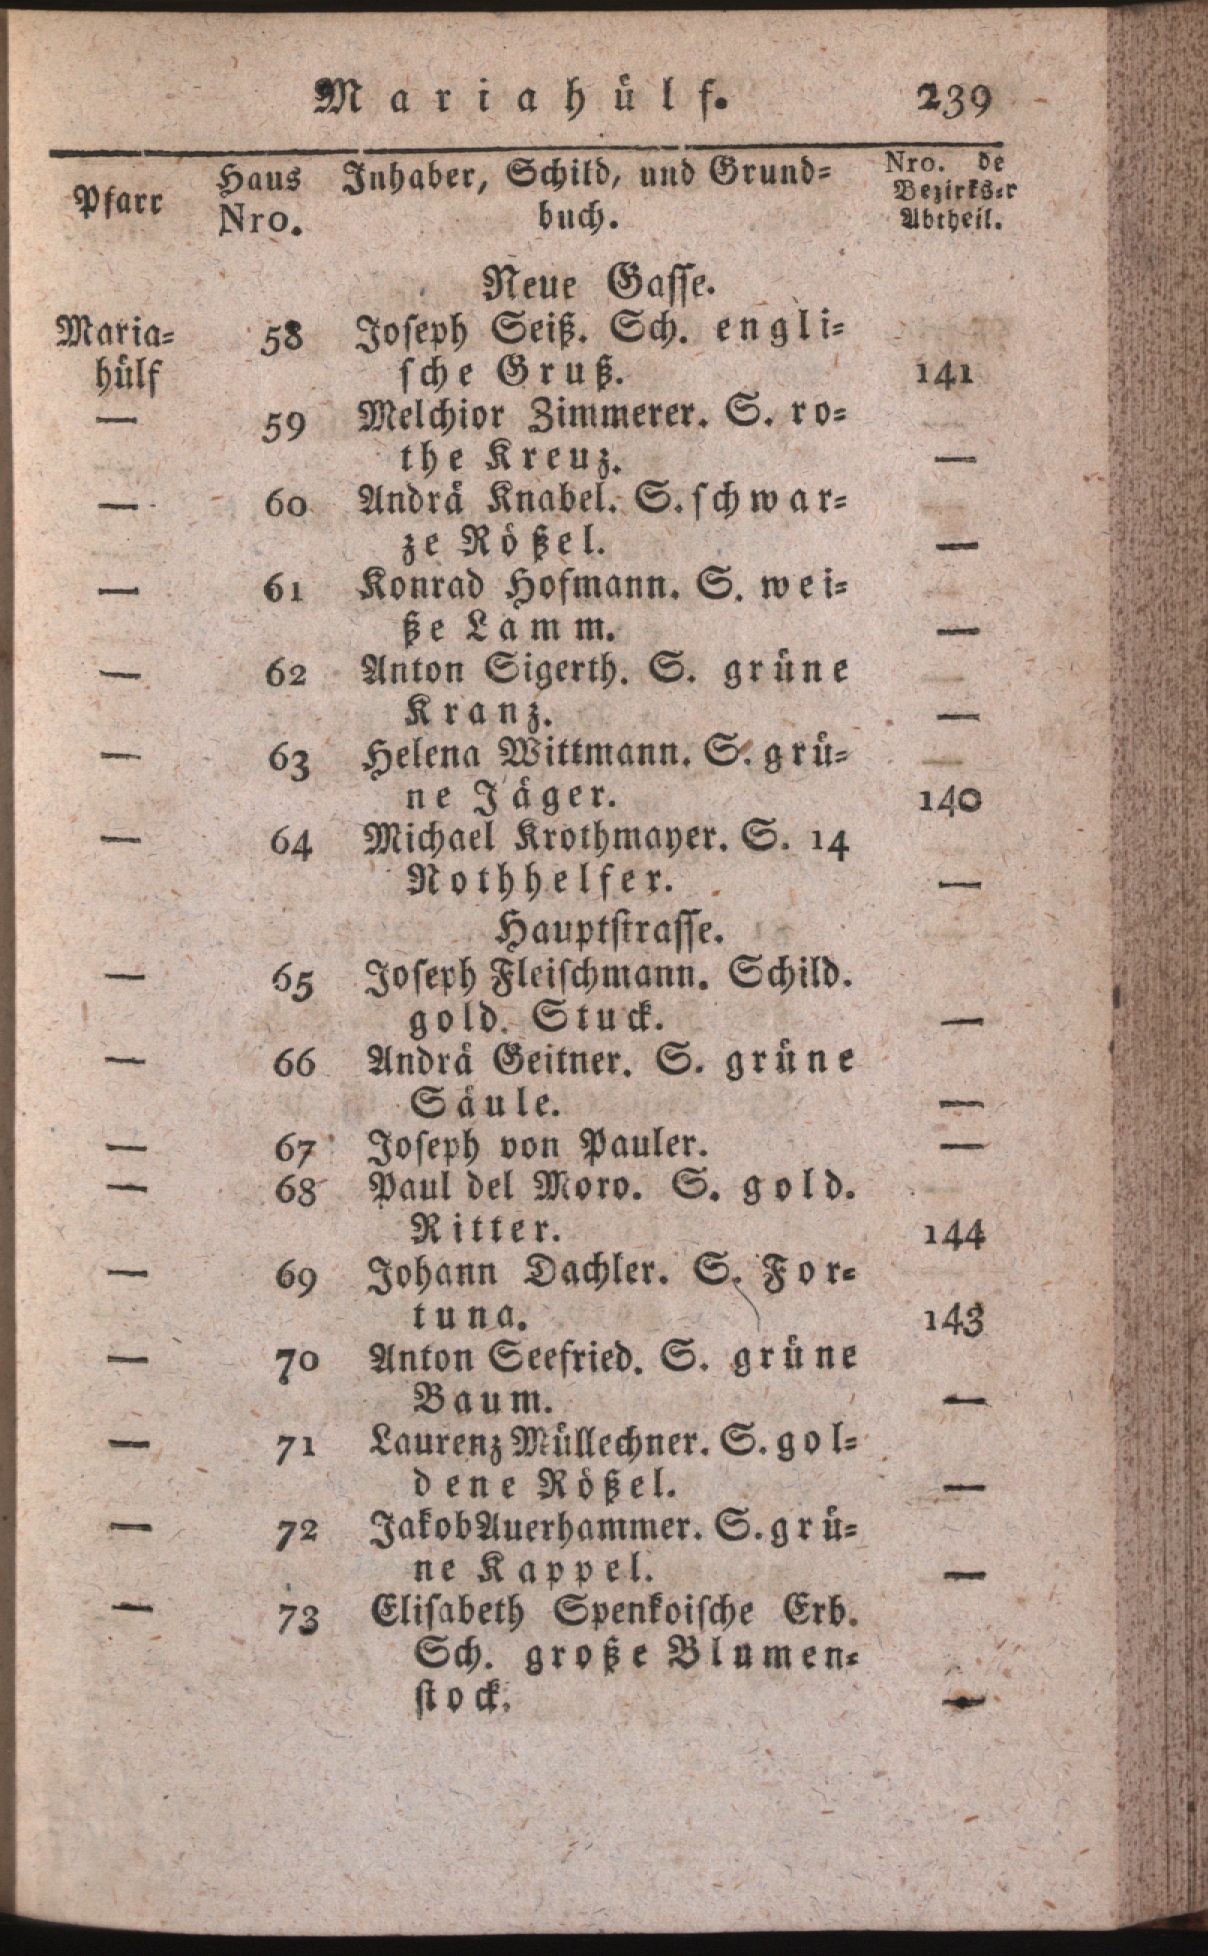 Mariahülf. 239
Pfarr Haus Nro. Inhaber, Schild, und Grund= buch. Nro. de Bezirks=r Abtheil.
Neue Gasse.
Maria= 58 Joseph Seiß. Sch. engli=
hülf sche Gruß. 141
— 59 Melchior Zimmerer. S. ro=
the Kreuz. —
— 60 Andrä Knabel. S. schwar=
ze Rößel. —
— 61 Konrad Hofmann. S. wei=
ße Lamm. —
— 62 Anton Sigerth. S. grüne
Kranz. —
— 63 Helena Wittmann. S. grü=
ne Jäger. 140
— 64 Michael Krothmayer. S. 14
Nothhelfer. —
Hauptstrasse.
— 65 Joseph Fleischmann. Schild.
gold. Stuck. —
— 66 Andrä Geitner. S. grüne
Säule. —
— 67 Joseph von Pauler. —
— 68 Paul del Moro. S. gold.
Ritter. 144
— 69 Johann Dachler. S. For=
tuna. 143
— 70 Anton Seefried. S. grüne
Baum. —
— 71 Laurenz Müllechner. S. gol=
dene Rößel. —
— 72 Jakob Auerhammer. S. grü=
ne Kappel. —
— 73 Elisabeth Spenkoische Erb.
Sch. große Blumen=
stock. —